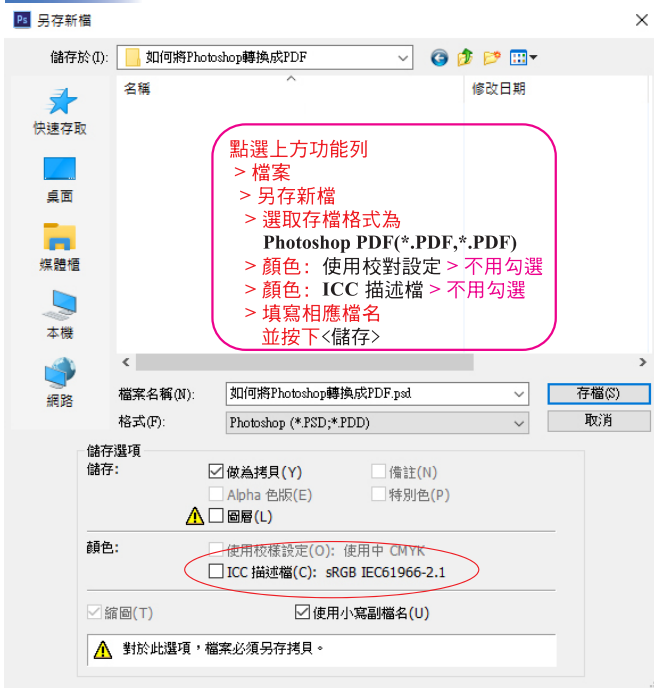 Ps 另存新檔
儲存於(I): 如何將Photoshop轉換成PDF
名稱 修改日期
快速存取
桌面
媒體櫃
本機
網路
點選上方功能列
> 檔案
> 另存新檔
> 選取存檔格式為
Photoshop PDF(*.PDF,*.PDF)
> 顏色: 使用校對設定 > 不用勾選
> 顏色: ICC 描述檔 > 不用勾選
> 填寫相應檔名
並按下<儲存>
檔案名稱(N): 如何將Photoshop轉換成PDF.psd 存檔(S)
格式(F): Photoshop (*.PSD;*.PDD) 取消
儲存選項
儲存: 做為拷貝(Y) 備註(N)
Alpha 色版(E) 特別色(P)
圖層(L)
顏色: 使用校樣設定(O): 使用中 CMYK
ICC 描述檔(C): sRGB IEC61966-2.1
縮圖(T) 使用小寫副檔名(U)
對於此選項，檔案必須另存拷貝。